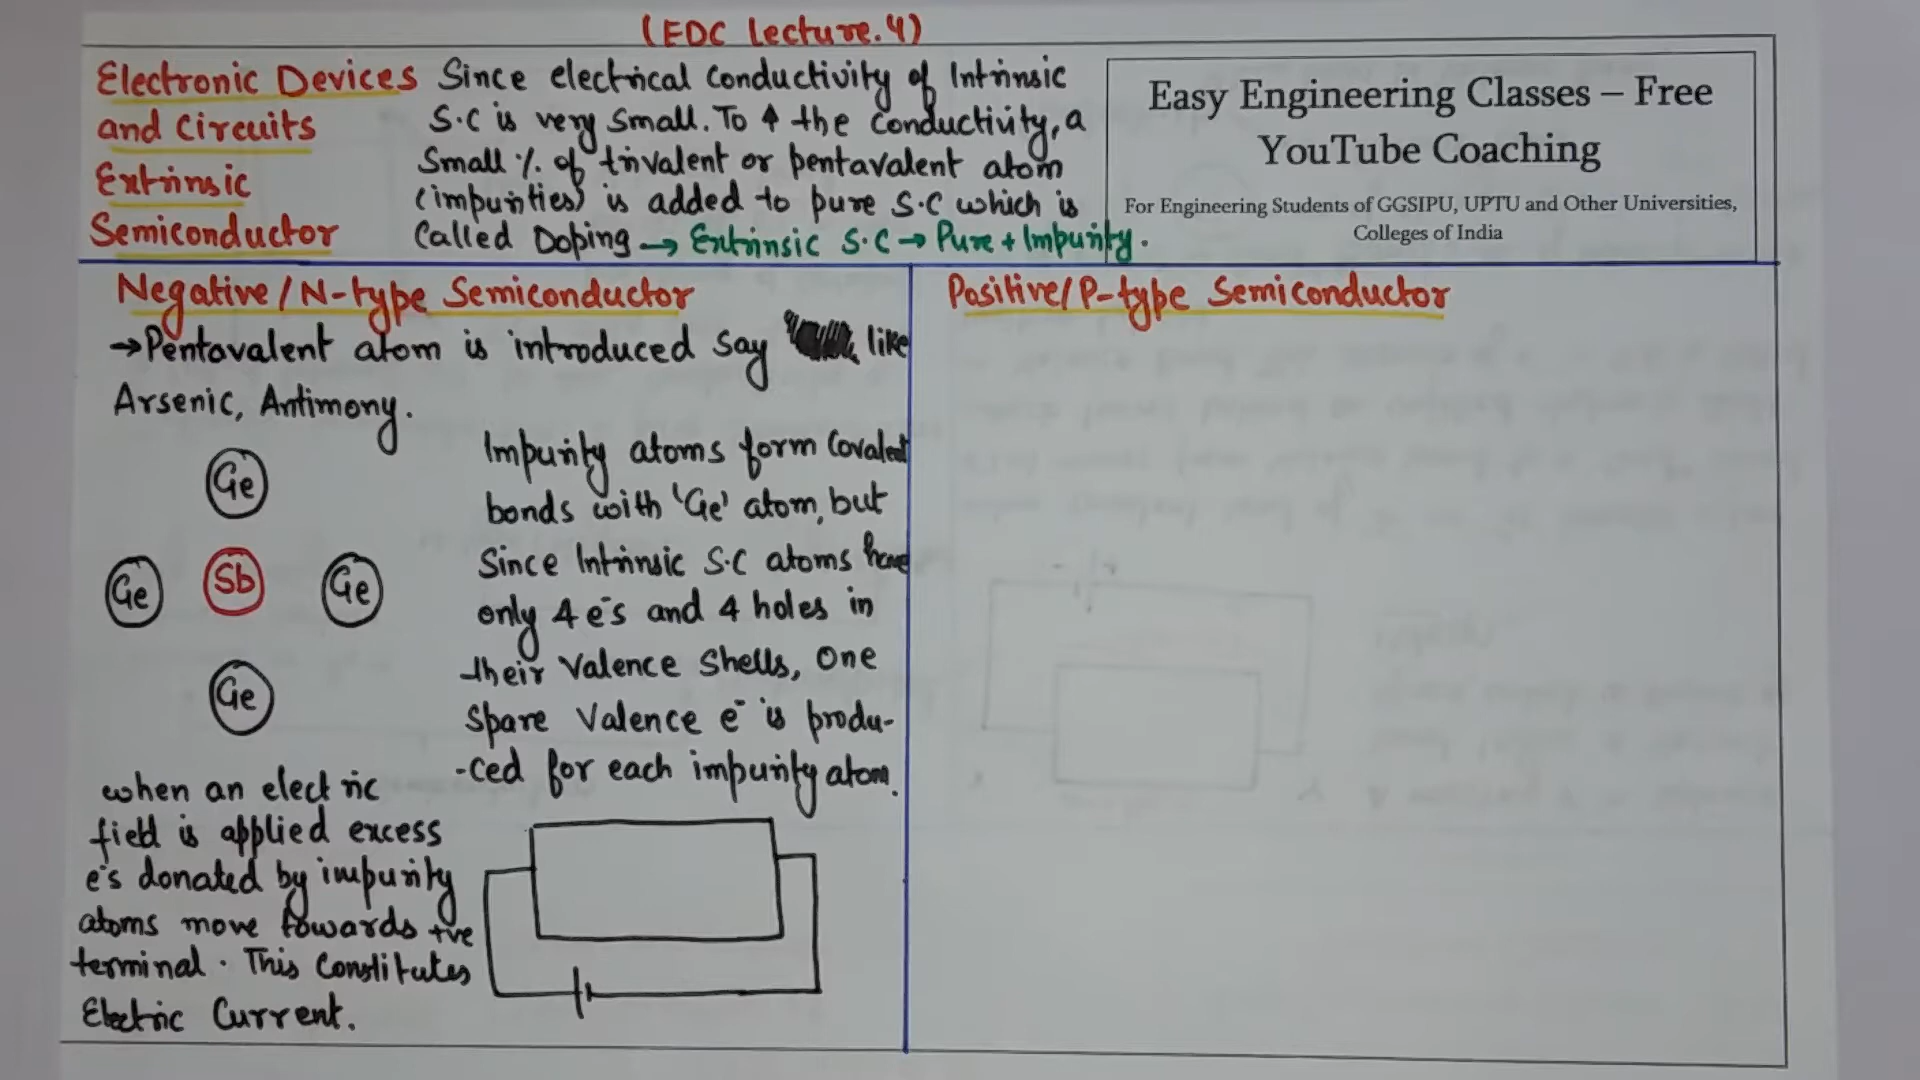 (EDC Lecture.4)
Electronic Devices
and Circuits
Extrinsic
Semiconductor
Since electrical Conductivity of Intrinsic
S.C is very Small. To ↑ the Conductivity, a
Small % of trivalent or pentavalent atom
(impurities) is added to pure S.C which is
Called Doping → Extrinsic S.C → Pure + Impurity.
Easy Engineering Classes – Free
YouTube Coaching
For Engineering Students of GGSIPU, UPTU and Other Universities,
Colleges of India
Negative/N-type Semiconductor
→Pentavalent atom is introduced say like
Arsenic, Antimony.
Ge
Ge Sb Ge
Ge
Impurity atoms form Covalent
bonds with 'Ge' atom, but
Since Intrinsic S.C atoms have
only 4 e⁻s and 4 holes in
their Valence Shells, One
Spare Valence e⁻ is produ-
-ced for each impurity atom.
when an electric
field is applied excess
e⁻s donated by impurity
atoms move towards +ve
terminal. This Constitutes
Electric Current.
Positive/P-type Semiconductor